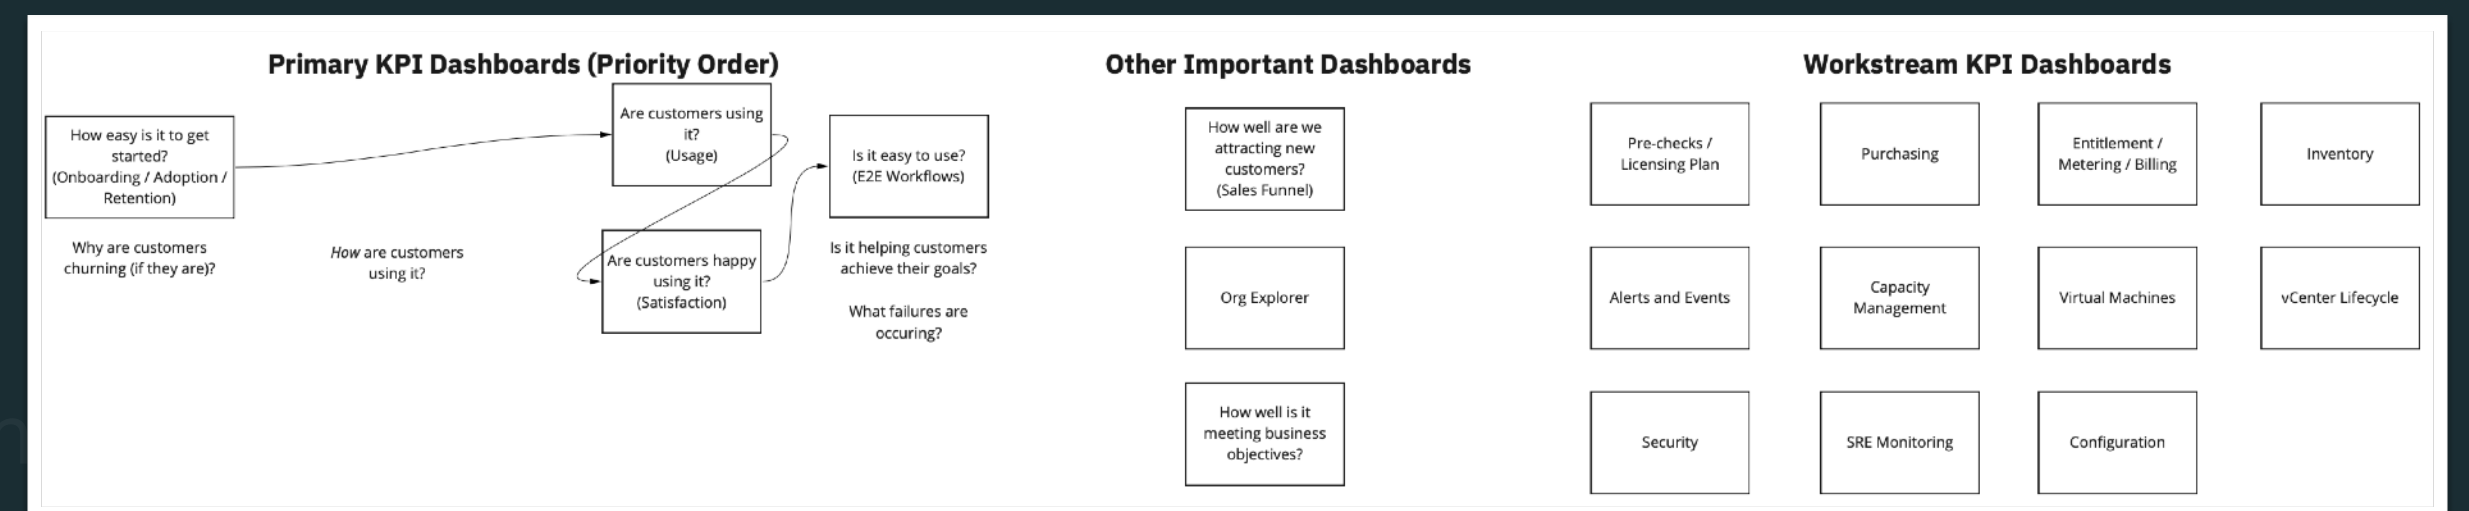 Primary KPI Dashboards (Priority Order)
How easy is it to get
started?
(Onboarding / Adoption /
Retention)
Why are customers
churning (if they are)?
How are customers
using it?
Are customers using
it?
(Usage)
Are customers happy
using it?
(Satisfaction)
Is it easy to use?
(E2E Workflows)
Is it helping customers
achieve their goals?
What failures are
occuring?
Other Important Dashboards
How well are we
attracting new
customers?
(Sales Funnel)
Org Explorer
How well is it
meeting business
objectives?
Workstream KPI Dashboards
Pre-checks /
Licensing Plan
Purchasing
Entitlement /
Metering / Billing
Inventory
Alerts and Events
Capacity
Management
Virtual Machines
vCenter Lifecycle
Security
SRE Monitoring
Configuration